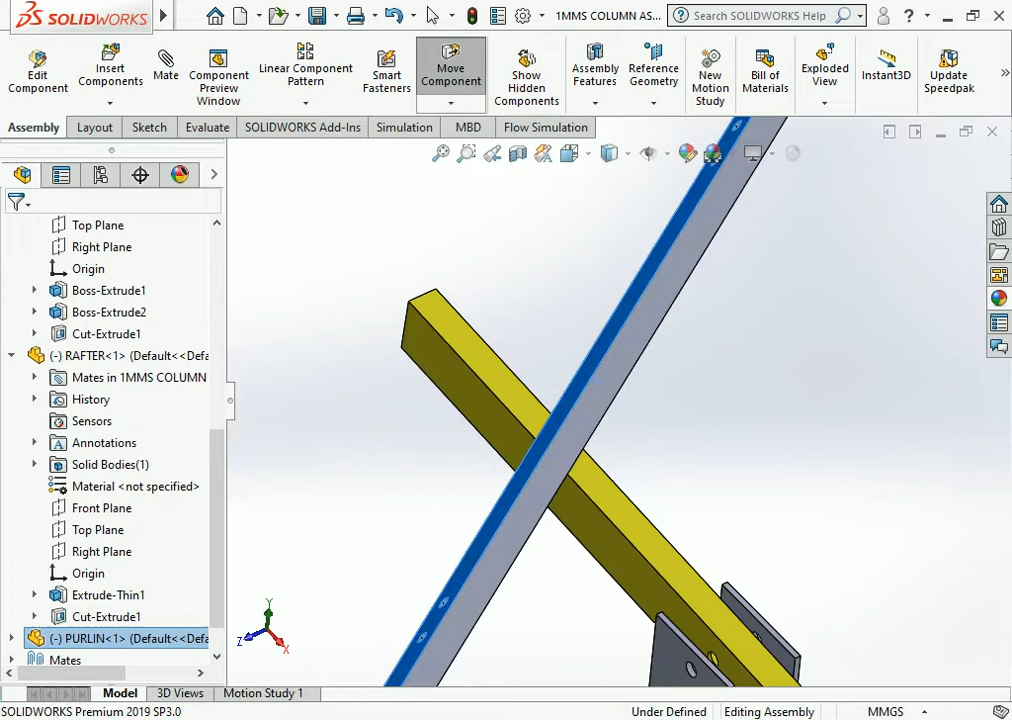 SOLIDWORKS
1MMS COLUMN AS...
Search SOLIDWORKS Help
?
Edit Component
Insert Components
Mate
Component Preview Window
Linear Component Pattern
Smart Fasteners
Move Component
Show Hidden Components
Assembly Features
Reference Geometry
New Motion Study
Bill of Materials
Exploded View
Instant3D
Update Speedpak
Assembly
Layout
Sketch
Evaluate
SOLIDWORKS Add-Ins
Simulation
MBD
Flow Simulation
Top Plane
Right Plane
Origin
Boss-Extrude1
Boss-Extrude2
Cut-Extrude1
(-) RAFTER<1> (Default<<Defa
Mates in 1MMS COLUMN
History
Sensors
Annotations
Solid Bodies(1)
Material <not specified>
Front Plane
Top Plane
Right Plane
Origin
Extrude-Thin1
Cut-Extrude1
(-) PURLIN<1> (Default<<Defa
Mates
Y
Z
X
Model
3D Views
Motion Study 1
SOLIDWORKS Premium 2019 SP3.0
Under Defined
Editing Assembly
MMGS